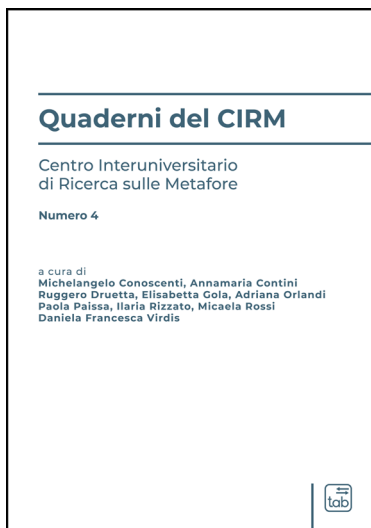 Quaderni del CIRM
Centro Interuniversitario
di Ricerca sulle Metafore
Numero 4
a cura di
Michelangelo Conoscenti, Annamaria Contini
Ruggero Druetta, Elisabetta Gola, Adriana Orlandi
Paola Paissa, Ilaria Rizzato, Micaela Rossi
Daniela Francesca Virdis
tab